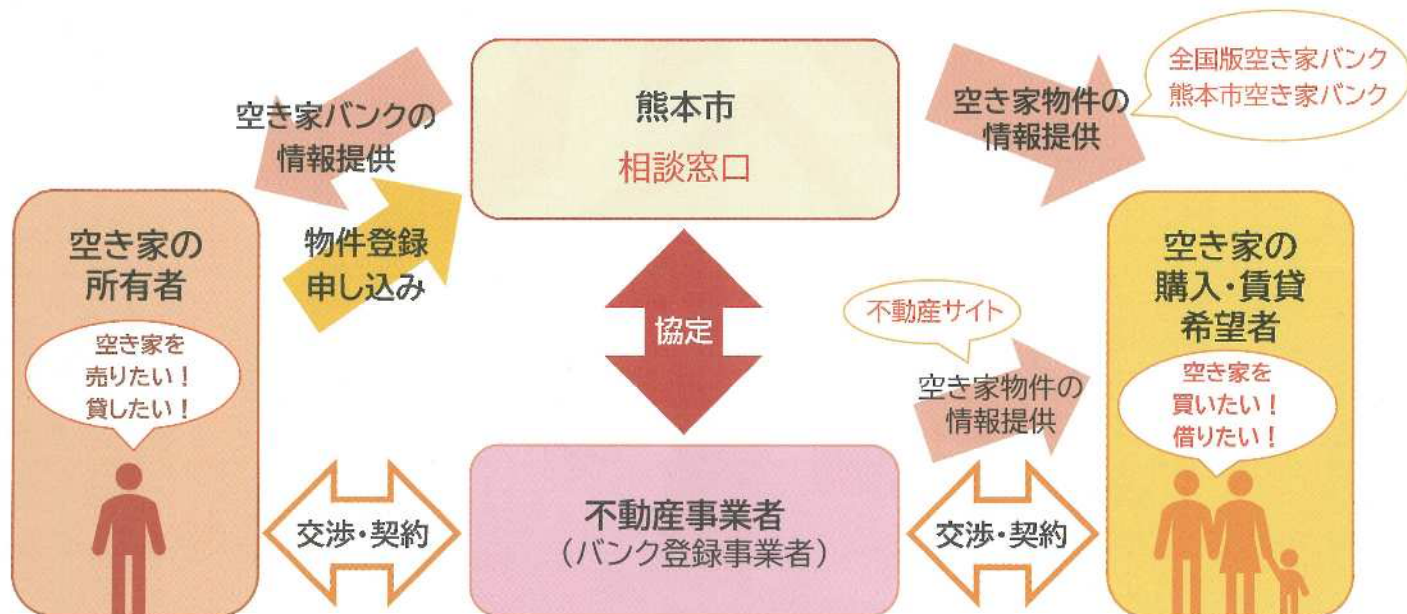 熊本市
相談窓口
空き家バンクの
情報提供
物件登録
申し込み
空き家物件の
情報提供
全国版空き家バンク
熊本市空き家バンク
空き家の
所有者
空き家を
売りたい！
貸したい！
協定
不動産サイト
空き家物件の
情報提供
空き家の
購入・賃貸
希望者
空き家を
買いたい！
借りたい！
交渉・契約
不動産事業者
（バンク登録事業者）
交渉・契約